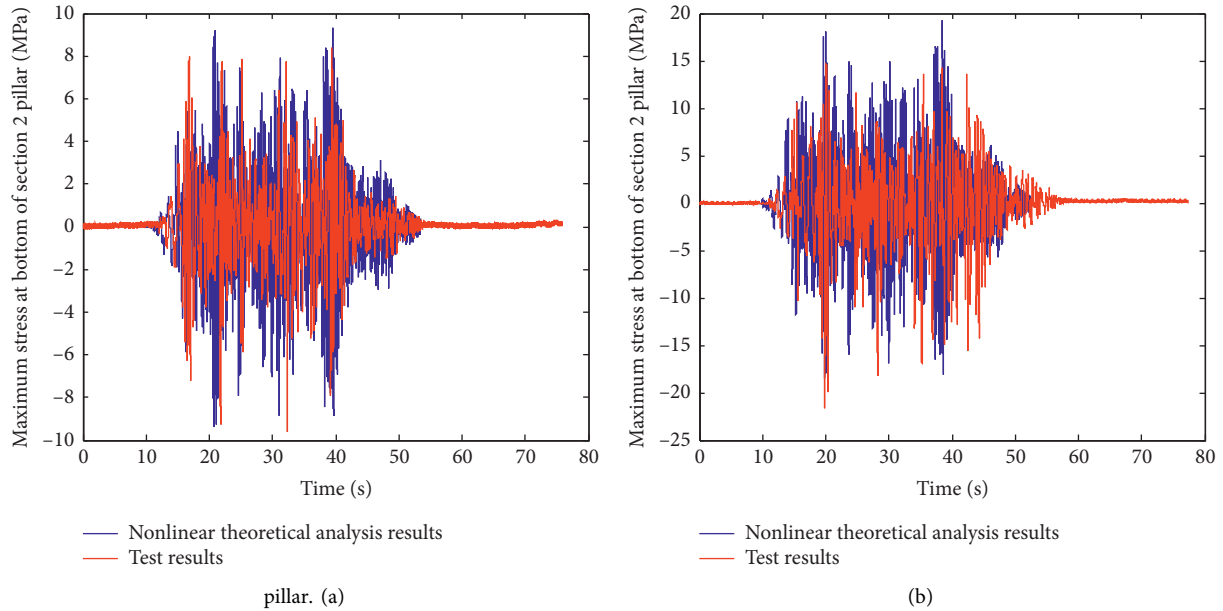 Maximum stress at bottom of section 2 pillar (MPa)
10
8
6
4
2
0
−2
−4
−6
−8
−10
0 10 20 30 40 50 60 70 80
Time (s)
Nonlinear theoretical analysis results
Test results
pillar. (a)
Maximum stress at bottom of section 2 pillar (MPa)
20
15
10
5
0
−5
−10
−15
−20
−25
0 10 20 30 40 50 60 70 80
Time (s)
Nonlinear theoretical analysis results
Test results
(b)